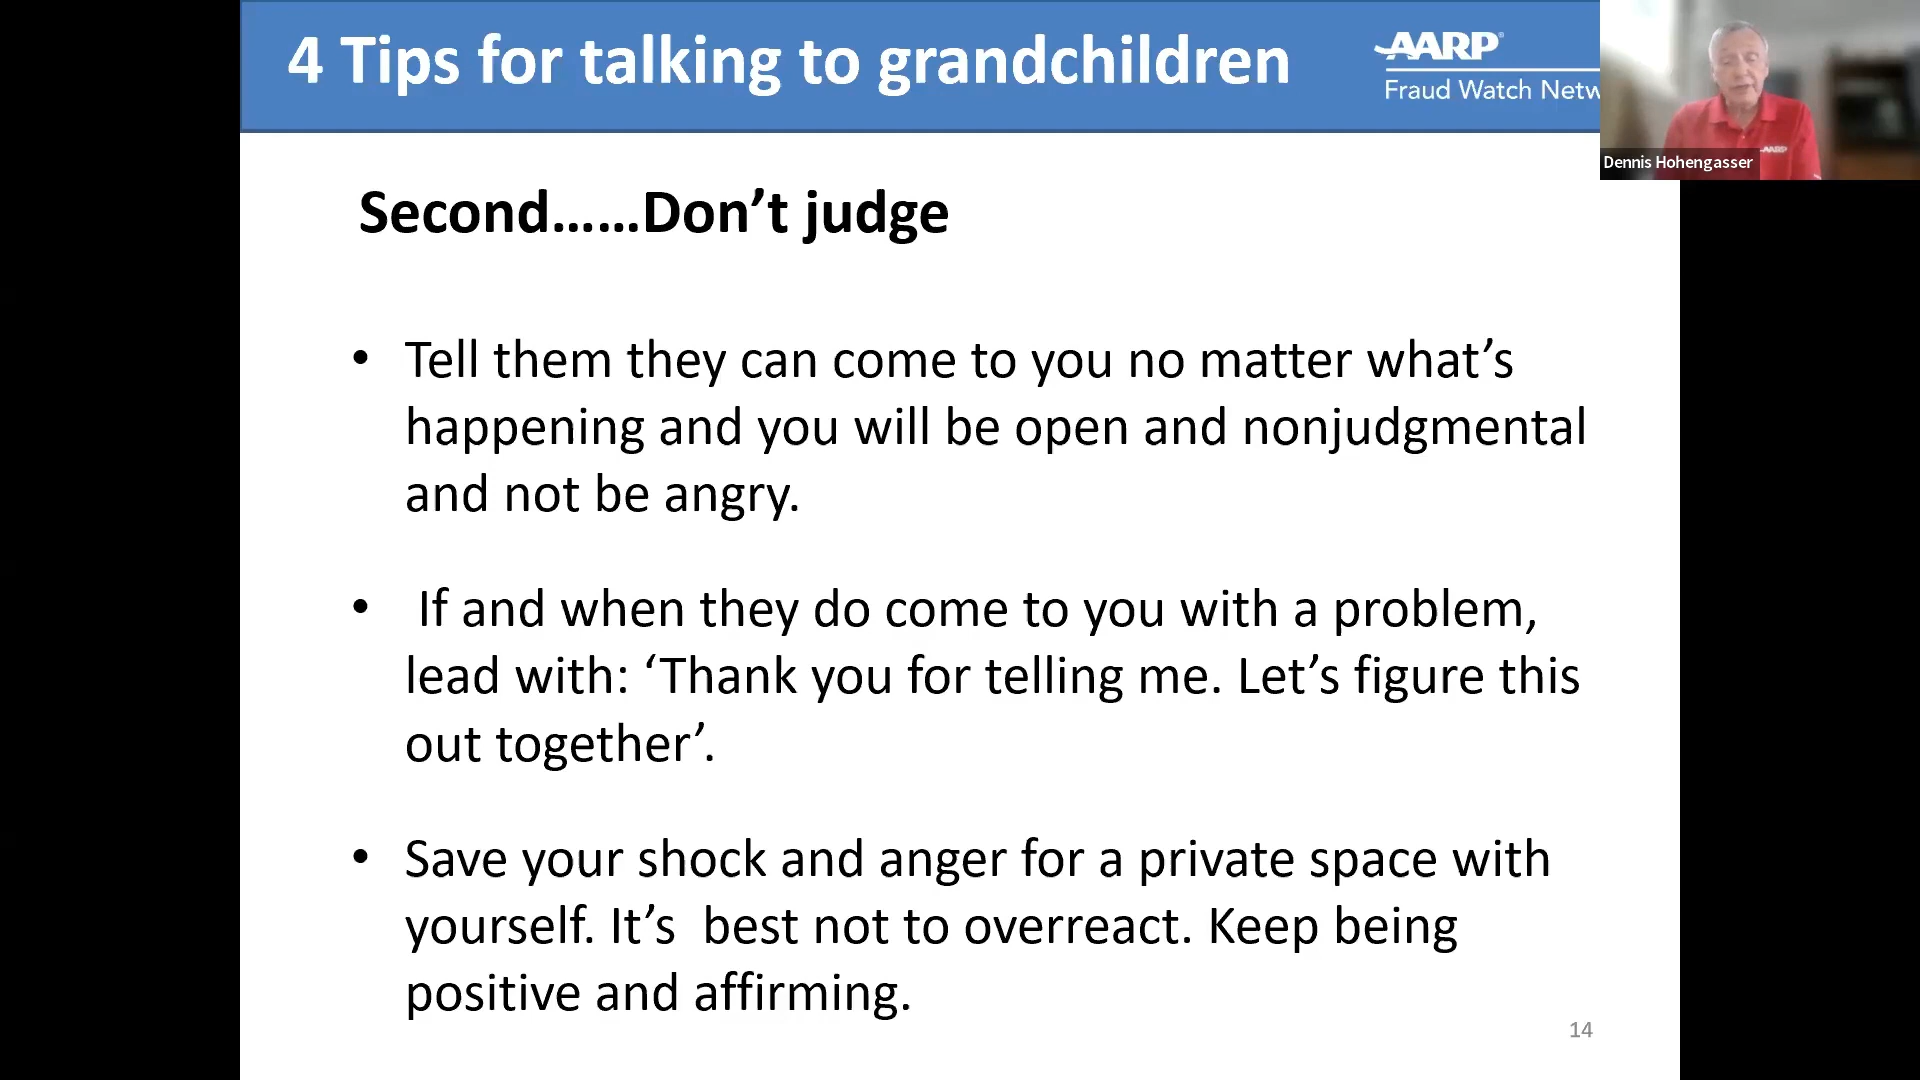 4 Tips for talking to grandchildren
AARP
Fraud Watch Netw
Dennis Hohengasser
AARP
Second......Don’t judge
• Tell them they can come to you no matter what’s
happening and you will be open and nonjudgmental
and not be angry.
• If and when they do come to you with a problem,
lead with: ‘Thank you for telling me. Let’s figure this
out together’.
• Save your shock and anger for a private space with
yourself. It’s  best not to overreact. Keep being
positive and affirming.
14